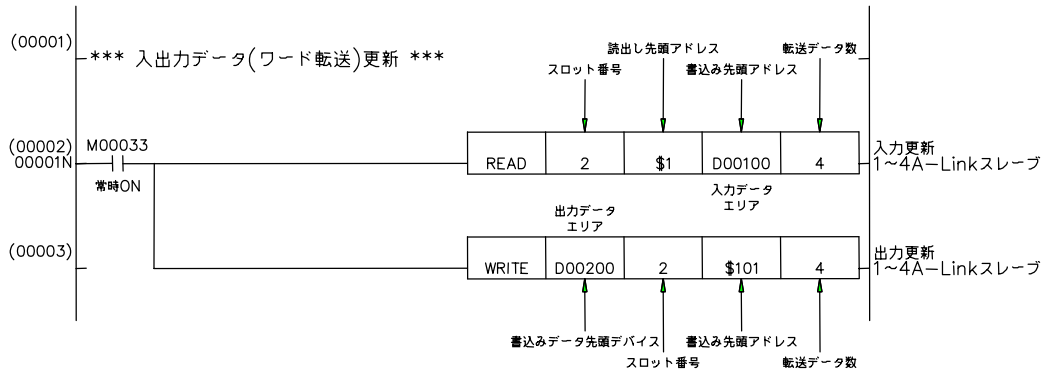 (00001)
*** 入出力データ(ワード転送)更新 ***
読出し先頭アドレス 転送データ数
スロット番号 書込み先頭アドレス
(00002) M00033
00001N
READ 2 $1 D00100 4
入力更新
1~4A-Linkスレーブ
常時ON
入力データ
エリア
出力データ
エリア
(00003)
WRITE D00200 2 $101 4
出力更新
1~4A-Linkスレーブ
書込みデータ先頭デバイス 書込み先頭アドレス
スロット番号 転送データ数